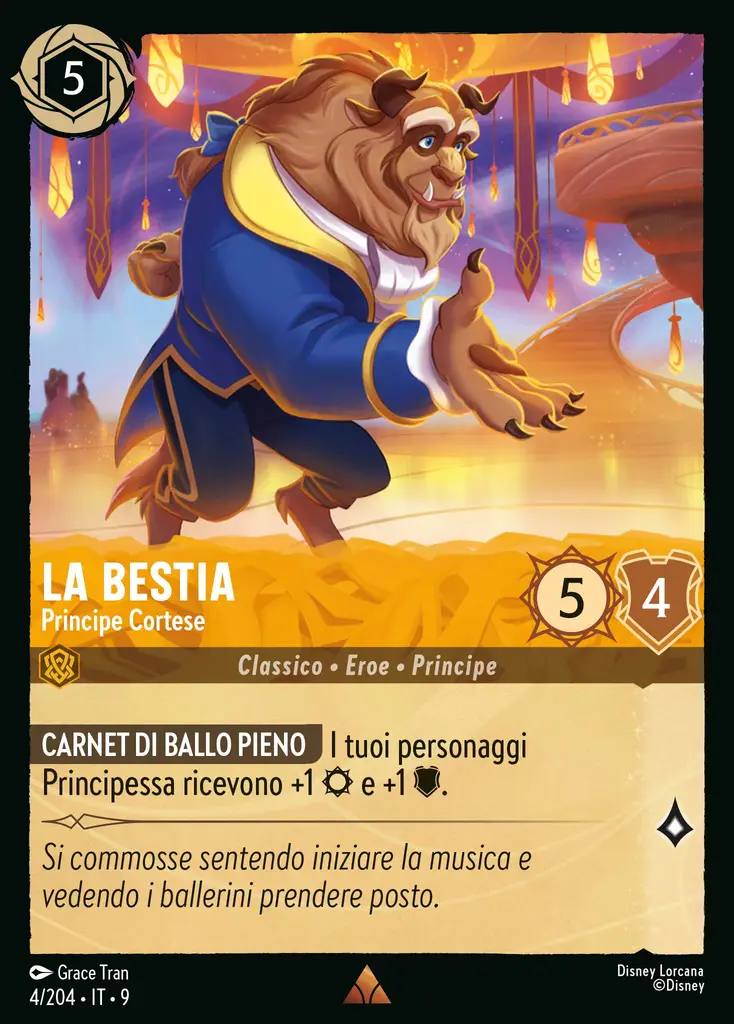 5
LA BESTIA
Principe Cortese
5
4
Classico • Eroe • Principe
CARNET DI BALLO PIENO I tuoi personaggi
Principessa ricevono +1 e +1 .
Si commosse sentendo iniziare la musica e
vedendo i ballerini prendere posto.
Grace Tran
4/204 • IT • 9
Disney Lorcana
©Disney